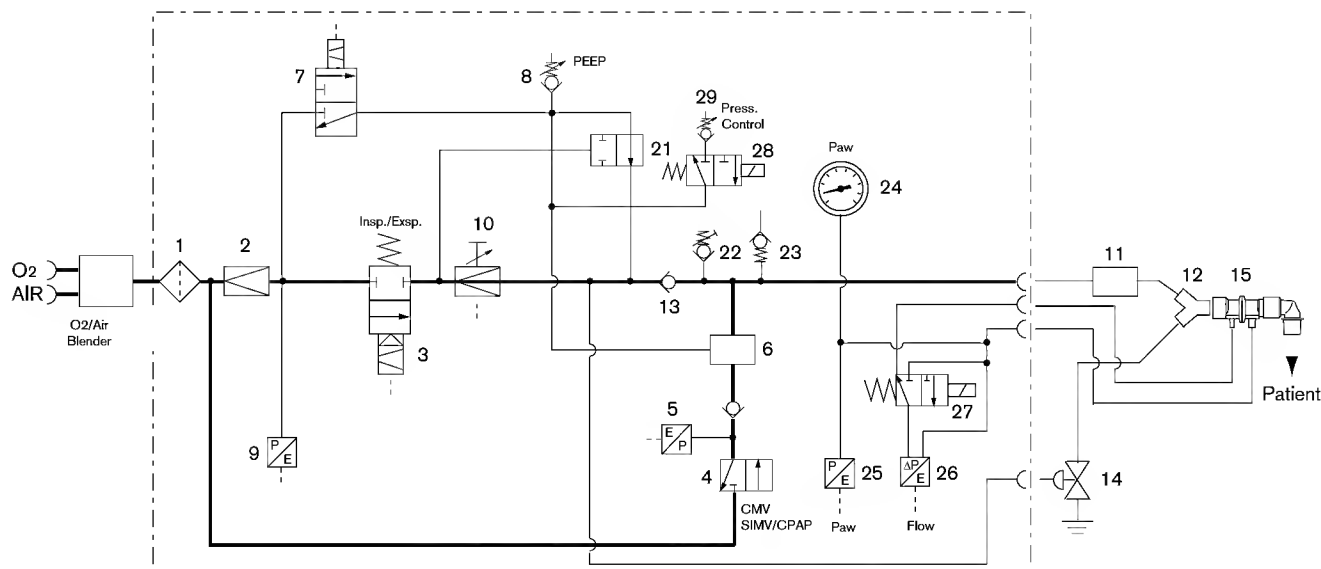 7
8
PEEP
29
Press.
Control
21
28
Paw
24
Insp./Exsp.
10
1
2
22
23
11
12
15
O2
AIR
O2/Air
Blender
3
13
6
27
Patient
5
E
P
9
P
E
4
P
E
25
ΔP
E
26
14
CMV
SIMV/CPAP
Paw
Flow